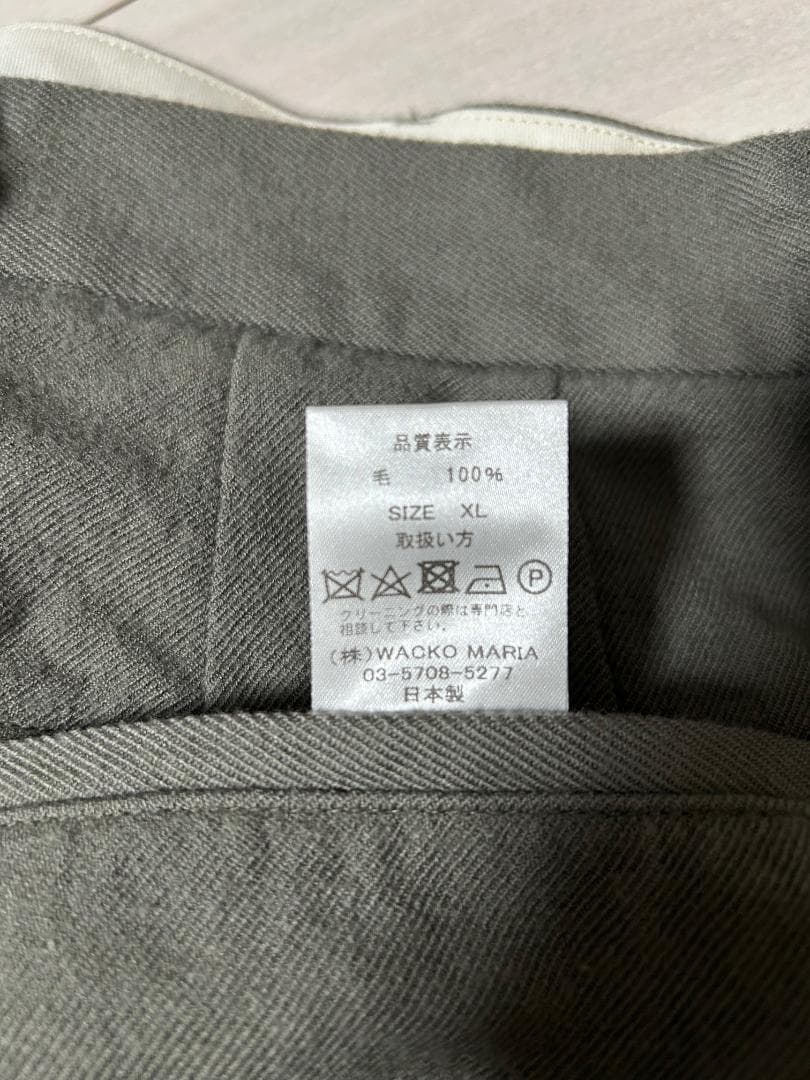 品質表示
毛 100%
SIZE XL
取扱い方
P
クリーニングの際は専門店と
相談して下さい。
(株)WACKO MARIA
03-5708-5277
日本製